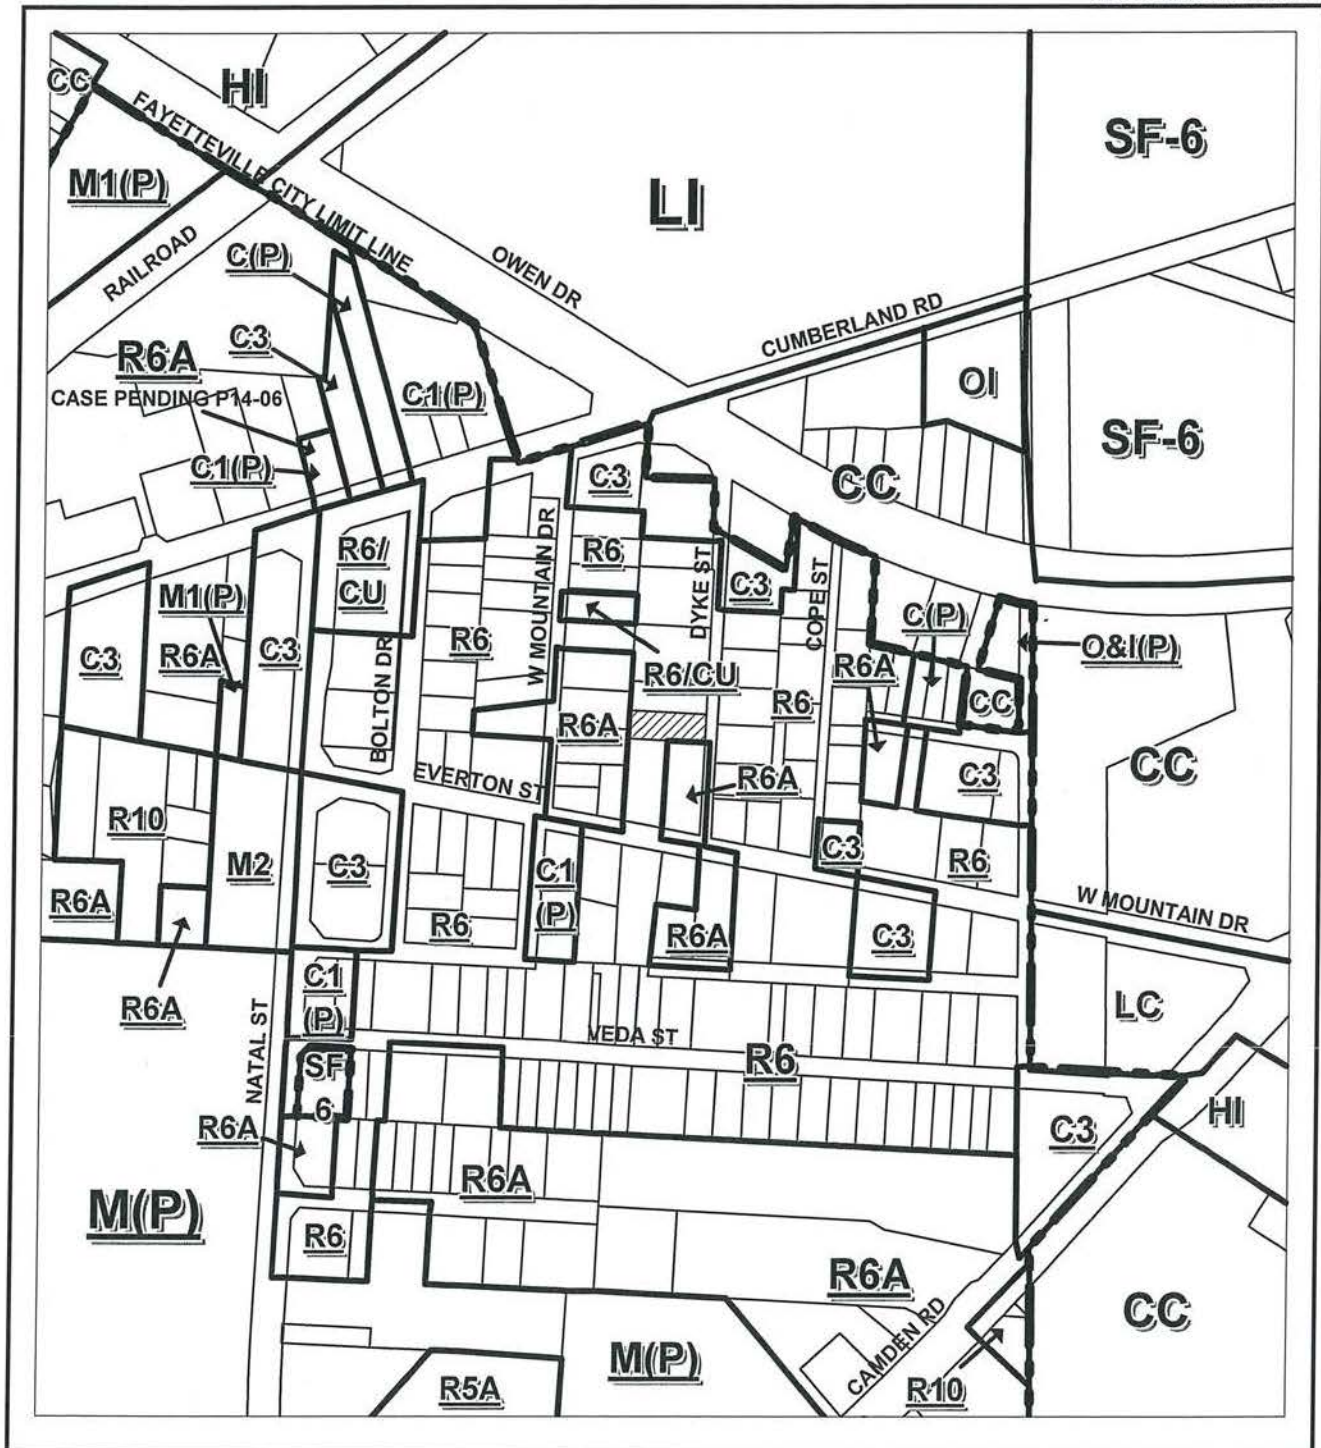 CC
HI
SF-6
FAYETTEVILLE CITY LIMIT LINE
M1(P)
LI
RAILROAD
C(P)
OWEN DR
CUMBERLAND RD
C3
R6A
CASE PENDING P14-06
C1(P)
C1(P)
OI
SF-6
CC
C3
R6/
CU
W MOUNTAIN DR
R6
DYKE ST
C3
COPE ST
M1(P)
C3
R6A
C3
R6
R6/CU
R6A
C(P)
O&I(P)
CC
BOLTON DR
R6A
R6
R6A
C3
CC
EVERTON ST
R10
M2
C3
C1
(P)
C3
R6
R6A
R6A
R6
R6A
C3
W MOUNTAIN DR
C1
(P)
LC
NATAL ST
VEDA ST
R6
SF
6
R6A
C3
HI
M(P)
R6A
R6
R6A
CC
CAMDEN RD
M(P)
R5A
R10